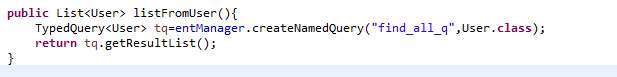 public List<User> listFromUser(){
    TypedQuery<User> tq=entManager.createNamedQuery("find_all_q",User.class);
    return tq.getResultList();
}